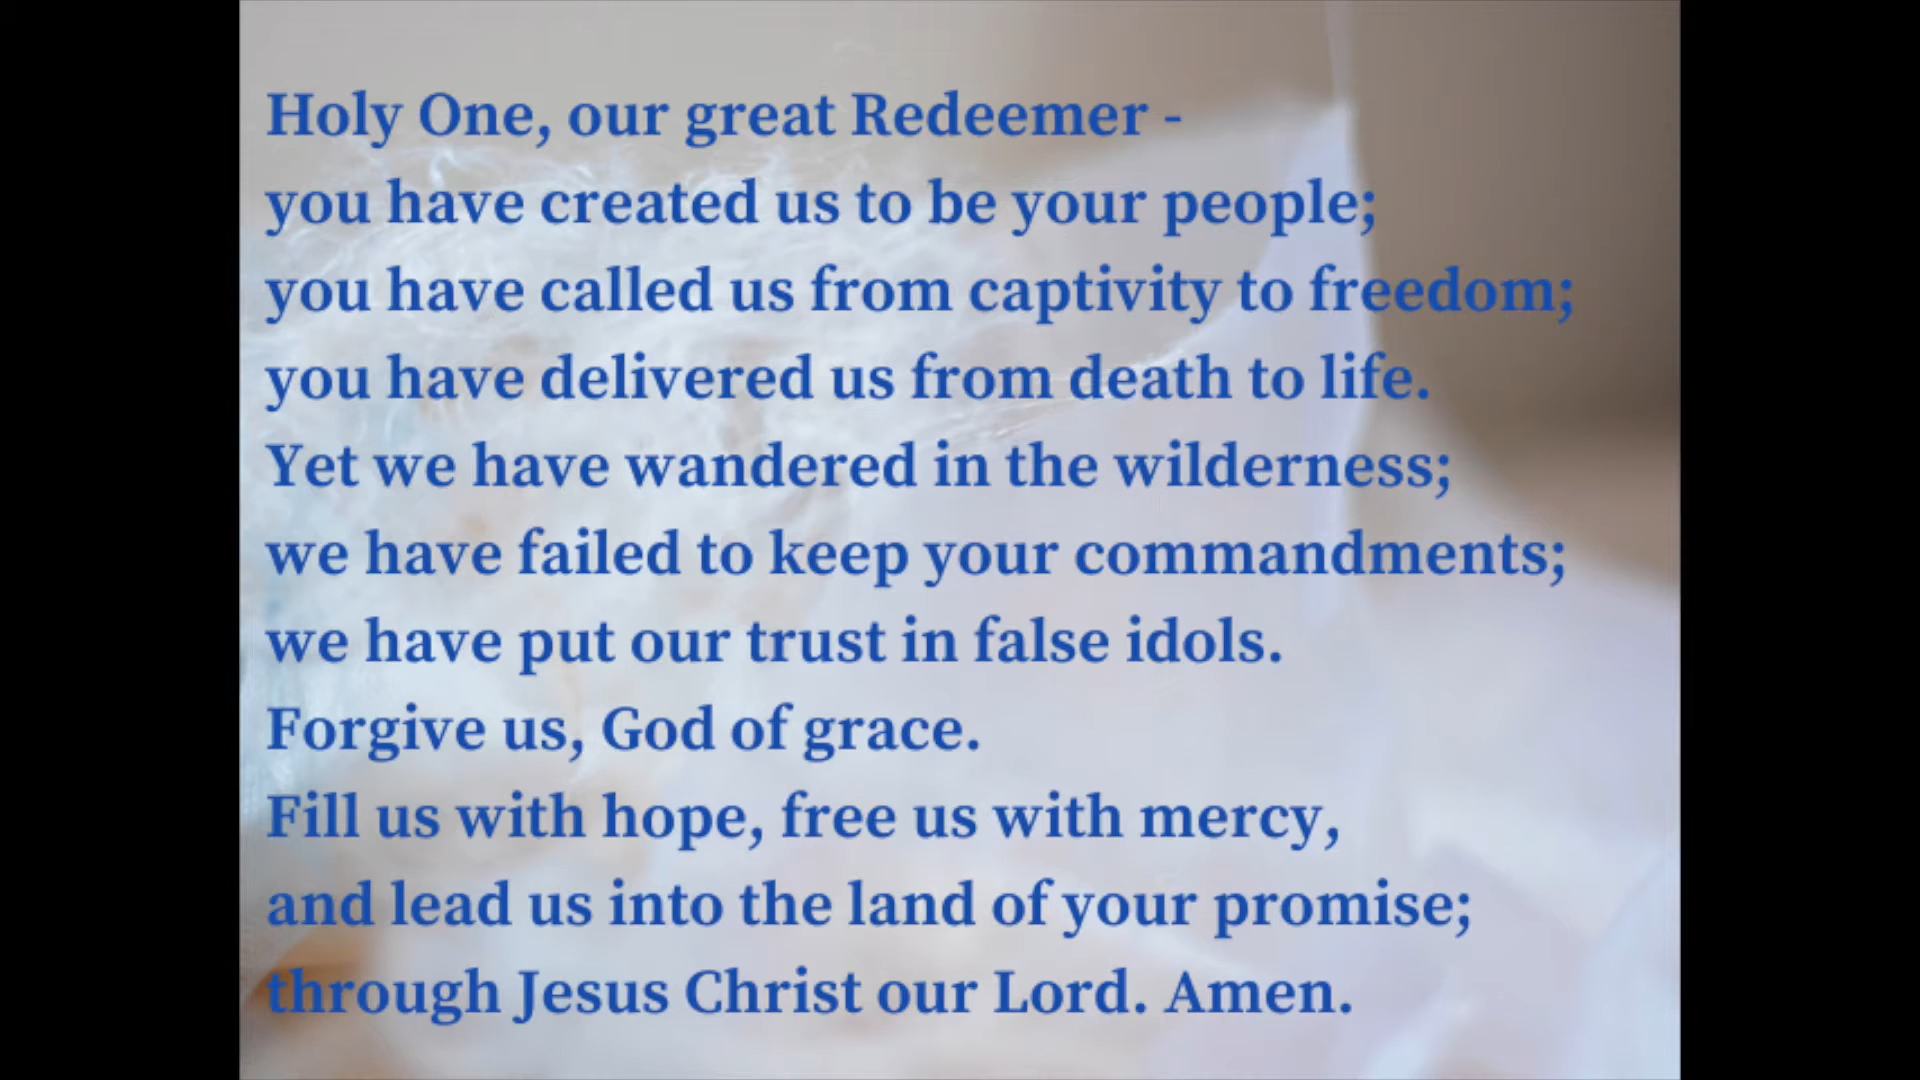 Holy One, our great Redeemer -
you have created us to be your people;
you have called us from captivity to freedom;
you have delivered us from death to life.
Yet we have wandered in the wilderness;
we have failed to keep your commandments;
we have put our trust in false idols.
Forgive us, God of grace.
Fill us with hope, free us with mercy,
and lead us into the land of your promise;
through Jesus Christ our Lord. Amen.